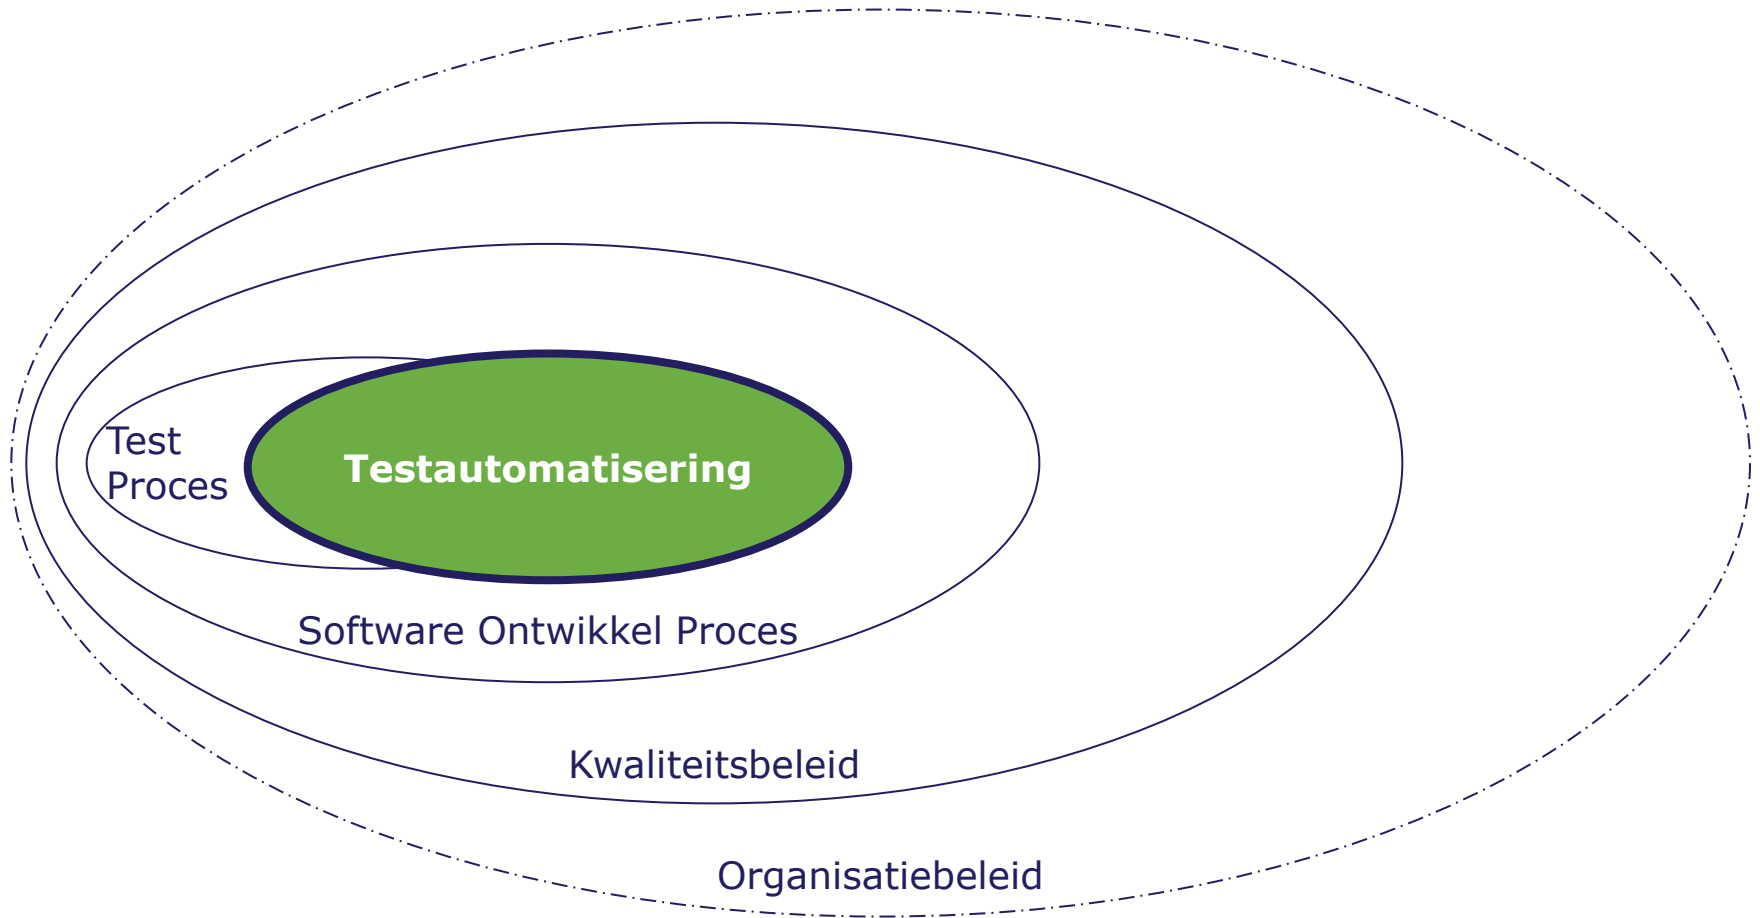 Test
Proces
Testautomatisering
Software Ontwikkel Proces
Kwaliteitsbeleid
Organisatiebeleid